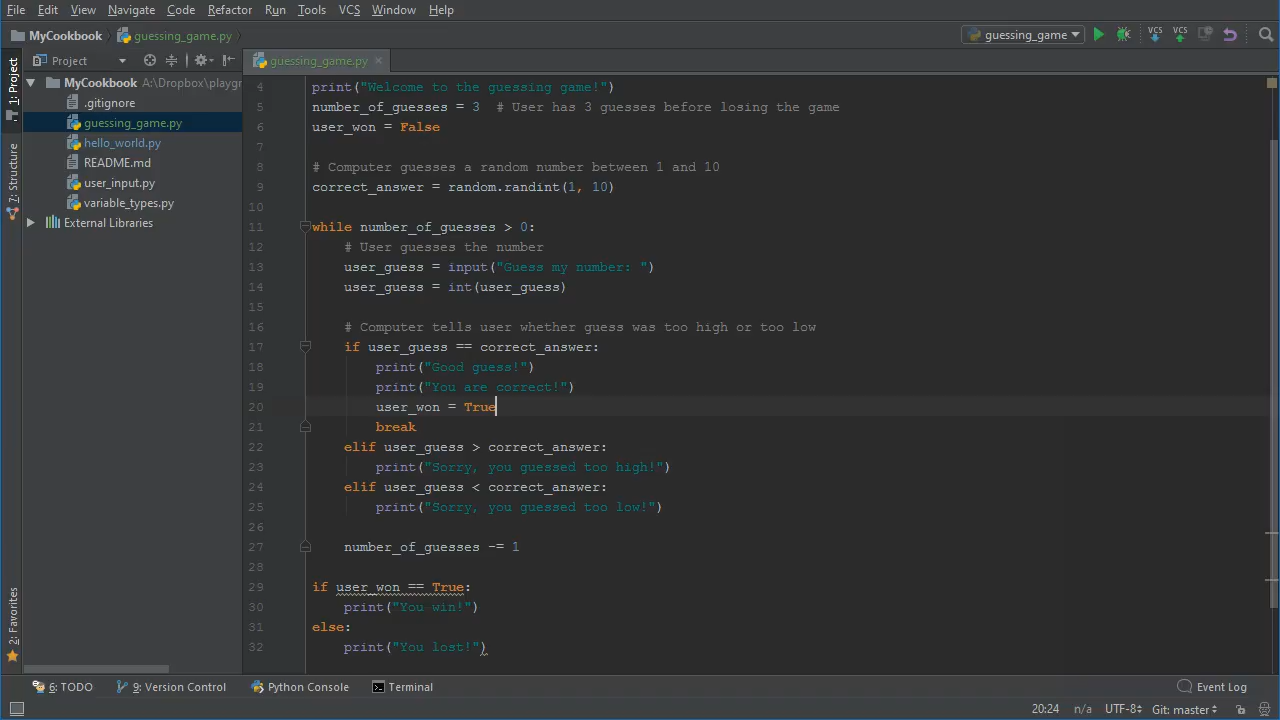 File Edit View Navigate Code Refactor Run Tools VCS Window Help
MyCookbook guessing_game.py guessing_game VCS VCS
1: Project
7: Structure
2: Favorites
Project
MyCookbook A:\Dropbox\playgr
.gitignore
guessing_game.py
hello_world.py
README.md
user_input.py
variable_types.py
External Libraries
guessing_game.py
4 print("Welcome to the guessing game!")
5 number_of_guesses = 3  # User has 3 guesses before losing the game
6 user_won = False
7
8 # Computer guesses a random number between 1 and 10
9 correct_answer = random.randint(1, 10)
10
11 while number_of_guesses > 0:
12     # User guesses the number
13     user_guess = input("Guess my number: ")
14     user_guess = int(user_guess)
15
16     # Computer tells user whether guess was too high or too low
17     if user_guess == correct_answer:
18         print("Good guess!")
19         print("You are correct!")
20         user_won = True
21         break
22     elif user_guess > correct_answer:
23         print("Sorry, you guessed too high!")
24     elif user_guess < correct_answer:
25         print("Sorry, you guessed too low!")
26
27     number_of_guesses -= 1
28
29 if user_won == True:
30     print("You win!")
31 else:
32     print("You lost!")
6: TODO 9: Version Control Python Console Terminal Event Log
20:24 n/a UTF-8 Git: master